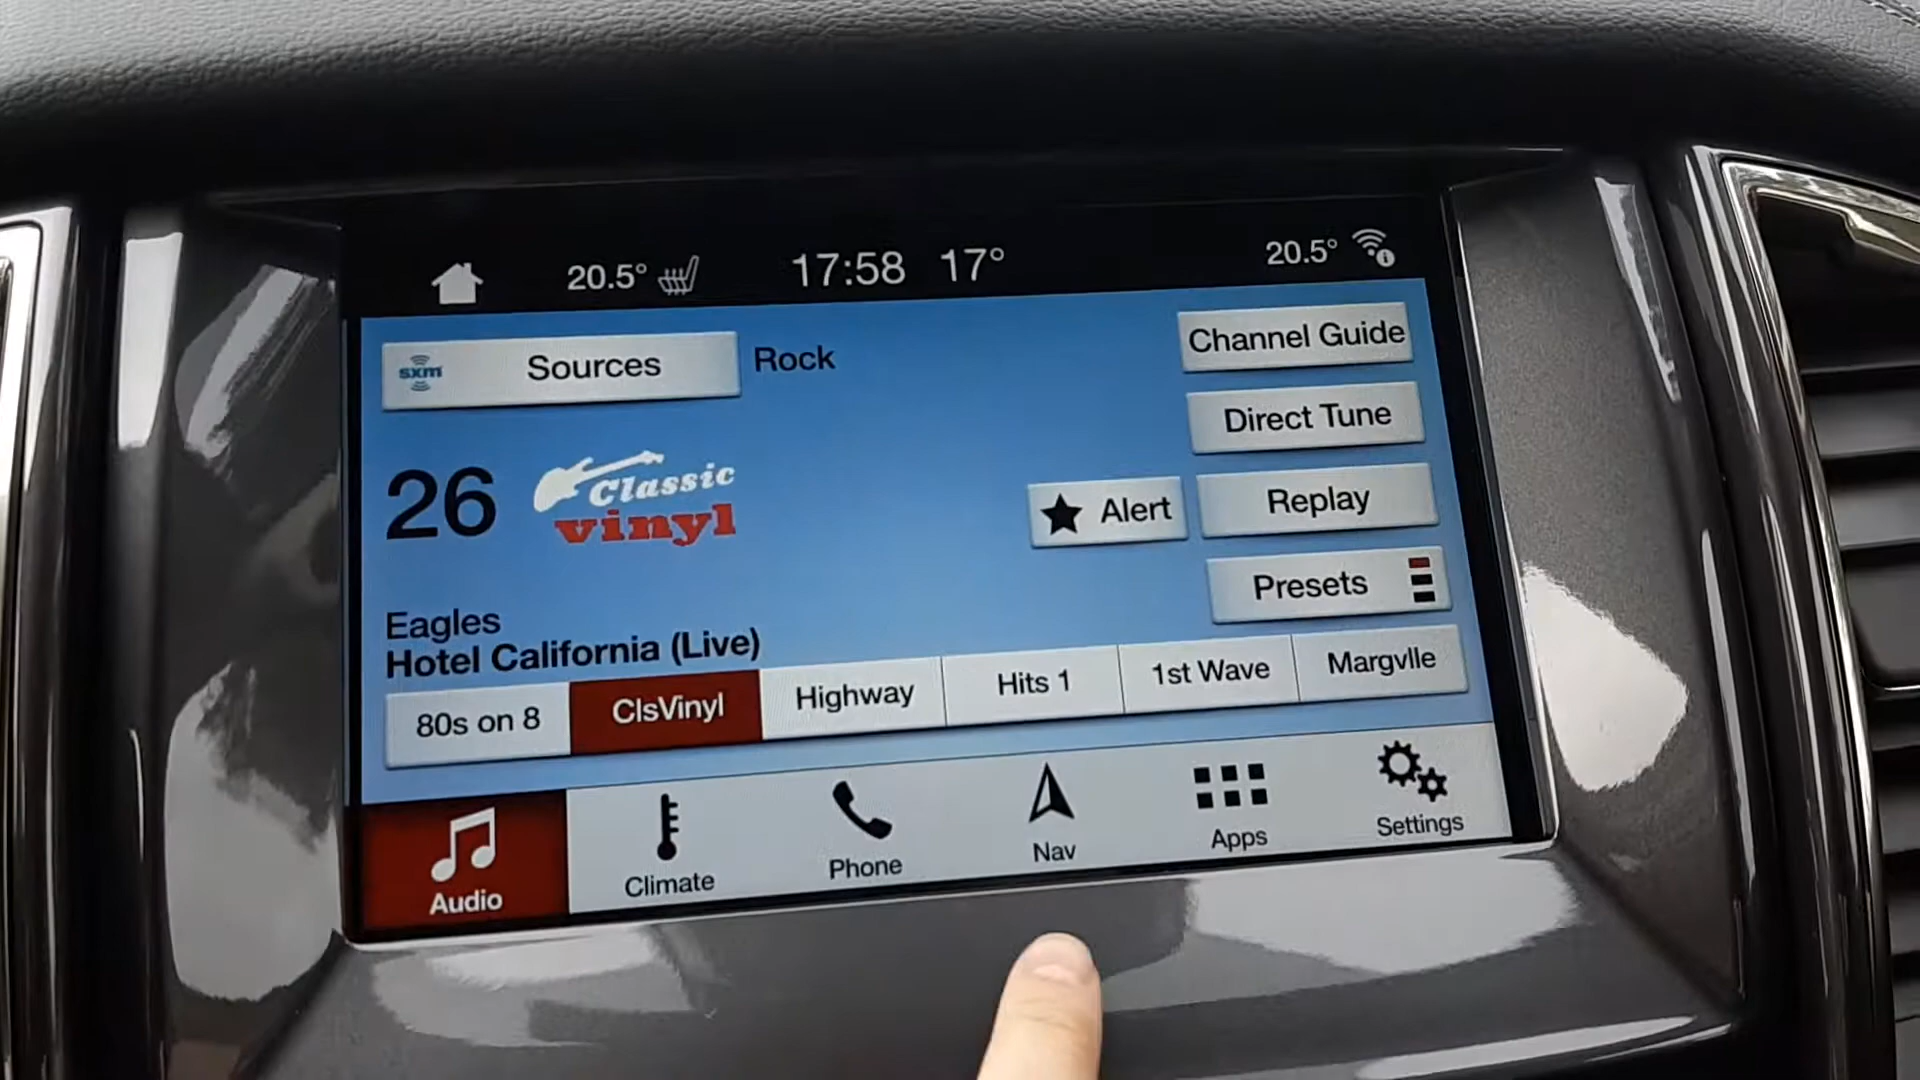 20.5° 17:58 17° 20.5°
sxm Sources Rock Channel Guide
Direct Tune
26 Classic vinyl Alert Replay
Presets
Eagles
Hotel California (Live)
80s on 8 ClsVinyl Highway Hits 1 1st Wave Margvlle
Audio Climate Phone Nav Apps Settings